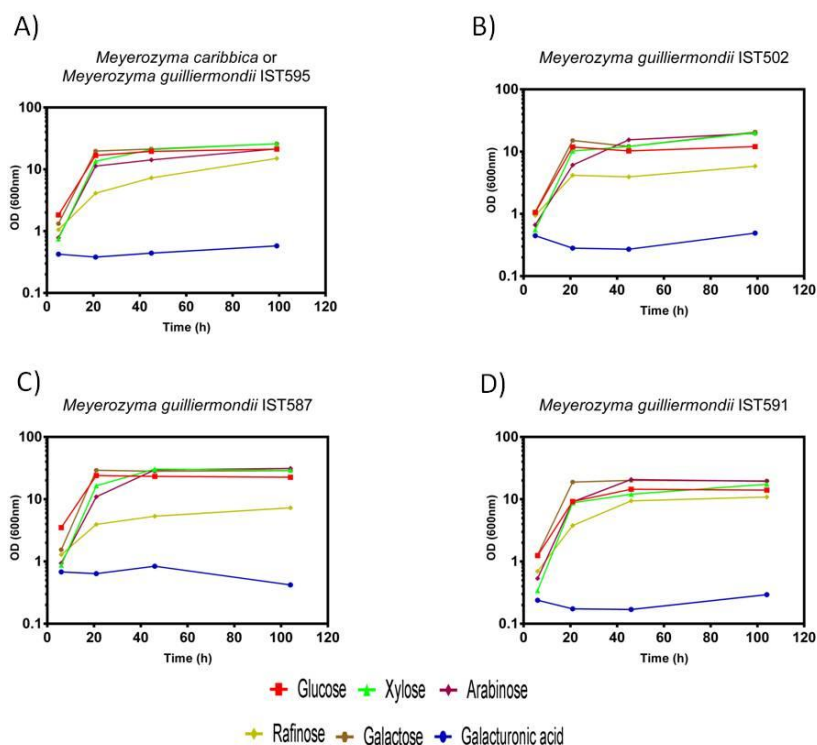 A)
Meyerozyma caribbica or
Meyerozyma guilliermondii IST595
OD (600nm)
100
10
1
0.1
0 20 40 60 80 100 120
Time (h)
B)
Meyerozyma guilliermondii IST502
OD (600nm)
100
10
1
0.1
0 20 40 60 80 100 120
Time (h)
C)
Meyerozyma guilliermondii IST587
OD (600nm)
100
10
1
0.1
0 20 40 60 80 100 120
Time (h)
D)
Meyerozyma guilliermondii IST591
OD (600nm)
100
10
1
0.1
0 20 40 60 80 100 120
Time (h)
Glucose Xylose Arabinose
Rafinose Galactose Galacturonic acid